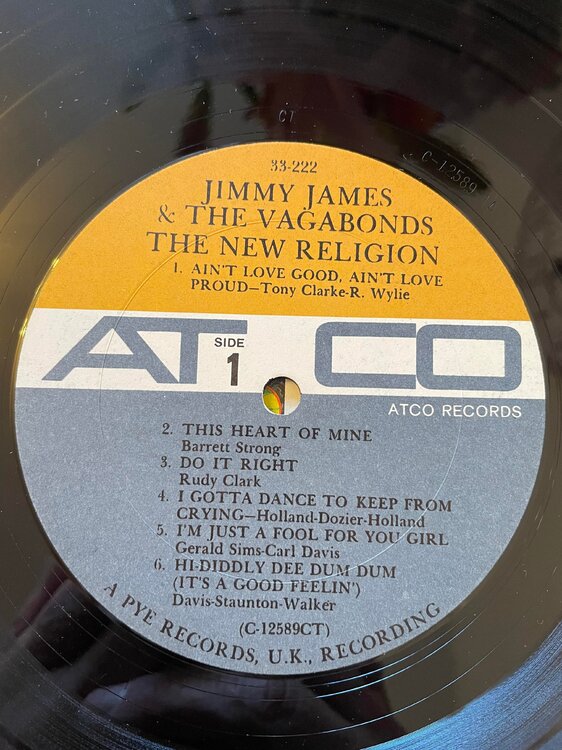 CT
C-12589 A
33-222
JIMMY JAMES
& THE VAGABONDS
THE NEW RELIGION
1. AIN'T LOVE GOOD, AIN'T LOVE
PROUD—Tony Clarke-R. Wylie
AT CO
SIDE
1
ATCO RECORDS
2. THIS HEART OF MINE
Barrett Strong
3. DO IT RIGHT
Rudy Clark
4. I GOTTA DANCE TO KEEP FROM
CRYING—Holland-Dozier-Holland
5. I'M JUST A FOOL FOR YOU GIRL
Gerald Sims-Carl Davis
6. HI-DIDDLY DEE DUM DUM
(IT'S A GOOD FEELIN')
Davis-Staunton-Walker
(C-12589CT)
A PYE RECORDS, U.K., RECORDING